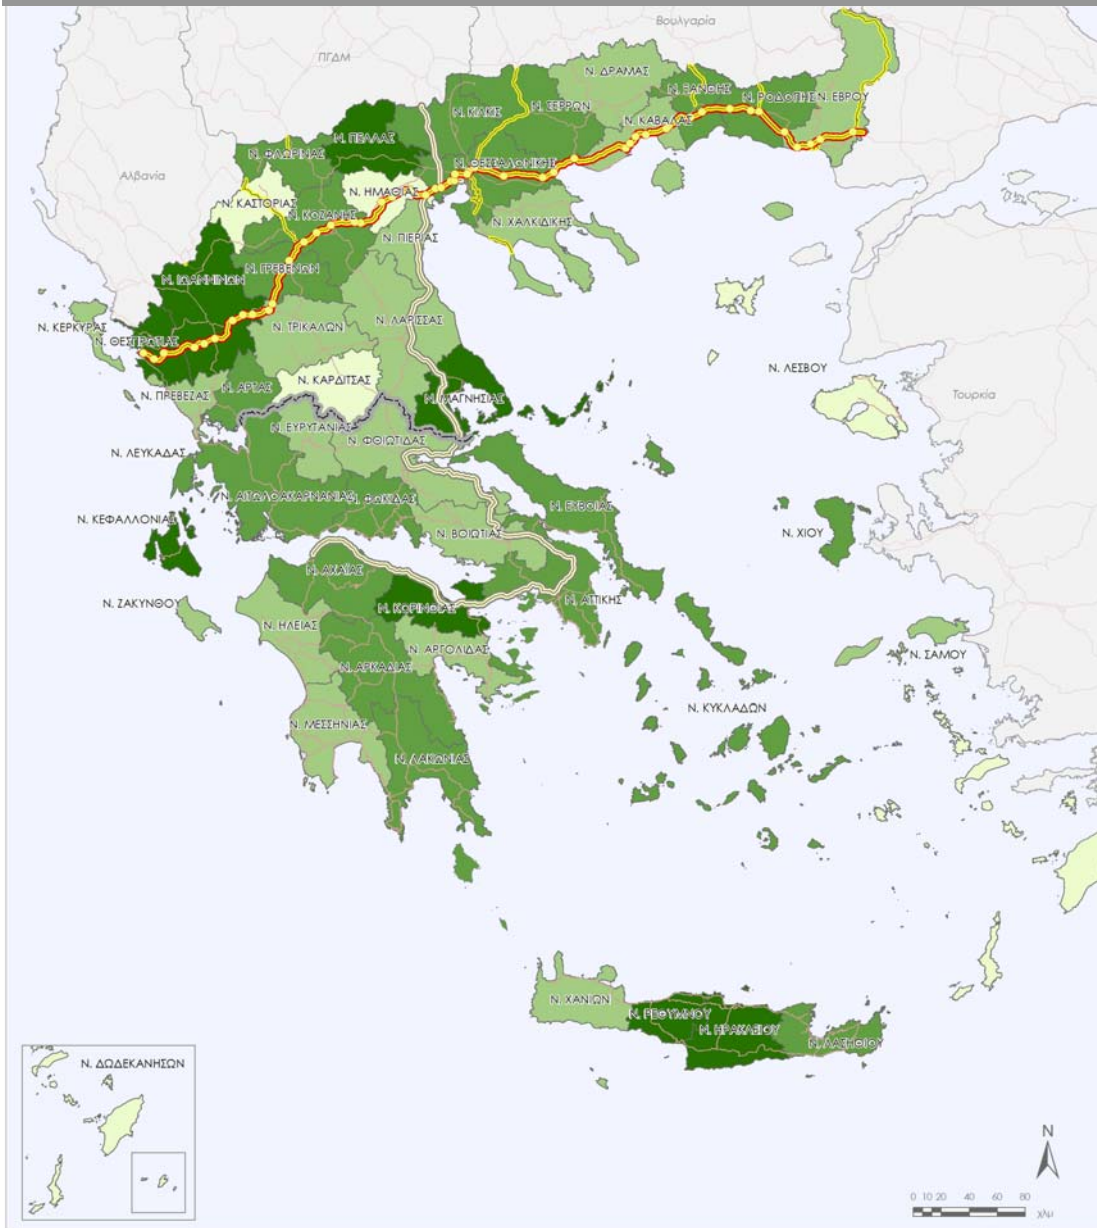 Βουλγαρία
ΠΓΔΜ
Ν. ΔΡΑΜΑΣ
Ν. ΞΑΝΘΗΣ
Ν. ΡΟΔΟΠΗΣ
Ν. ΕΒΡΟΥ
Ν. ΚΙΛΚΙΣ
Ν. ΣΕΡΡΩΝ
Ν. ΚΑΒΑΛΑΣ
Ν. ΠΕΛΛΑΣ
Ν. ΦΛΩΡΙΝΑΣ
Ν. ΘΕΣΣΑΛΟΝΙΚΗΣ
Αλβανία
Ν. ΗΜΑΘΙΑΣ
Ν. ΚΑΣΤΟΡΙΑΣ
Ν. ΚΟΖΑΝΗΣ
Ν. ΧΑΛΚΙΔΙΚΗΣ
Ν. ΠΙΕΡΙΑΣ
Ν. ΓΡΕΒΕΝΩΝ
Ν. ΙΩΑΝΝΙΝΩΝ
Ν. ΚΕΡΚΥΡΑΣ
Ν. ΤΡΙΚΑΛΩΝ
Ν. ΛΑΡΙΣΣΑΣ
Ν. ΘΕΣΠΡΩΤΙΑΣ
Ν. ΛΕΣΒΟΥ
Ν. ΚΑΡΔΙΤΣΑΣ
Ν. ΑΡΤΑΣ
Ν. ΠΡΕΒΕΖΑΣ
Ν. ΜΑΓΝΗΣΙΑΣ
Τουρκία
Ν. ΕΥΡΥΤΑΝΙΑΣ
Ν. ΦΘΙΩΤΙΔΑΣ
Ν. ΛΕΥΚΑΔΑΣ
Ν. ΑΙΤΩΛΟΑΚΑΡΝΑΝΙΑΣ
Ν. ΦΩΚΙΔΑΣ
Ν. ΕΥΒΟΙΑΣ
Ν. ΚΕΦΑΛΛΟΝΙΑΣ
Ν. ΒΟΙΩΤΙΑΣ
Ν. ΧΙΟΥ
Ν. ΑΧΑΪΑΣ
Ν. ΖΑΚΥΝΘΟΥ
Ν. ΚΟΡΙΝΘΙΑΣ
Ν. ΑΤΤΙΚΗΣ
Ν. ΗΛΕΙΑΣ
Ν. ΑΡΓΟΛΙΔΑΣ
Ν. ΣΑΜΟΥ
Ν. ΑΡΚΑΔΙΑΣ
Ν. ΚΥΚΛΑΔΩΝ
Ν. ΜΕΣΣΗΝΙΑΣ
Ν. ΛΑΚΩΝΙΑΣ
Ν. ΧΑΝΙΩΝ
Ν. ΡΕΘΥΜΝΟΥ
Ν. ΗΡΑΚΛΕΙΟΥ
Ν. ΛΑΣΗΘΙΟΥ
Ν. ΔΩΔΕΚΑΝΗΣΩΝ
N
0 10 20 40 60 80
χλμ